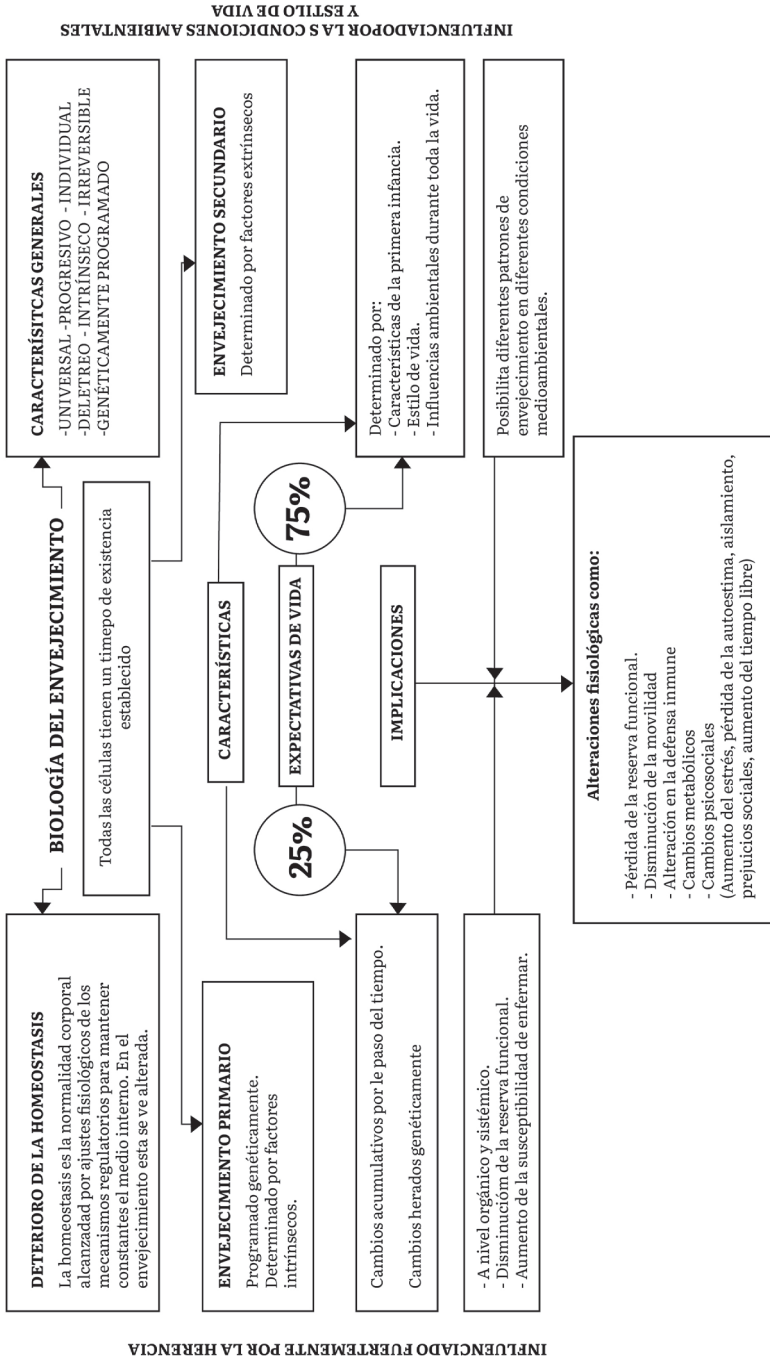 BIOLOGÍA DEL ENVEJECIMIENTO
DETERIORO DE LA HOMEOSTASIS
La homeostasis es la normalidad corporal
alcanzadad por ajustes fisiológicos de los
mecanismos regulatorios para mantener
constantes el medio interno. En el
envejecimiento esta se ve alterada.
Todas las células tienen un timepo de existencia
establecido
CARACTERÍSITCAS GENERALES
-UNIVERSAL -PROGRESIVO - INDIVIDUAL
-DELETREO - INTRÍNSECO - IRREVERSIBLE
-GENÉTICAMENTE PROGRAMADO
ENVEJECIMIENTO PRIMARIO
Programado genéticamente.
Determinado por factores
intrínsecos.
CARACTERÍSTICAS
ENVEJECIMIENTO SECUNDARIO
Determinado por factores extrínsecos
Cambios acumulativos por le paso del tiempo.
Cambios herados genéticamente
25%
EXPECTATIVAS DE VIDA
75%
Determinado por:
- Características de la primera infancia.
- Estilo de vida.
- Influencias ambientales durante toda la vida.
- A nivel orgánico y sistémico.
- Disminucióm de la reserva funcional.
- Aumento de la susceptibilidad de enfermar.
IMPLICACIONES
Posibilita diferentes patrones de
envejecimiento en diferentes condiciones
medioambientales.
Alteraciones fisiológicas como:
- Pérdida de la reserva funcional.
- Disminución de la movilidad
- Alteración en la defensa inmune
- Cambios metabólicos
- Cambios psicosociales
(Aumento del estrés, pérdida de la autoestima, aislamiento,
prejuicios sociales, aumento del tiempo libre)
INFLUENCIADO FUERTEMENTE POR LA HERENCIA
INFLUENCIADOPOR LA S CONDICIONES AMBIENTALES
Y ESTILO DE VIDA